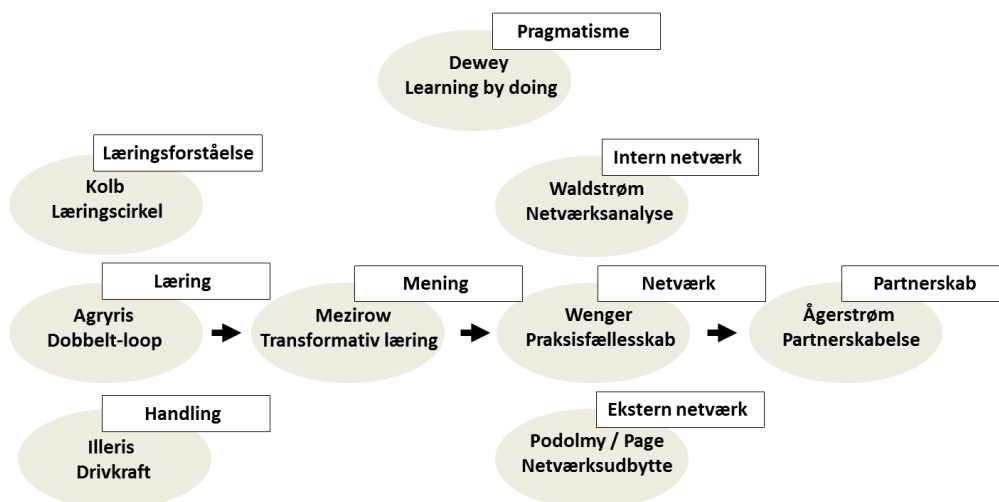 Pragmatisme
Dewey
Learning by doing
Læringsforståelse
Kolb
Læringscirkel
Intern netværk
Waldstrøm
Netværksanalyse
Læring
Agryris
Dobbelt-loop
Mening
Mezirow
Transformativ læring
Netværk
Wenger
Praksisfællesskab
Partnerskab
Ågerstrøm
Partnerskabelse
Handling
Illeris
Drivkraft
Ekstern netværk
Podolmy / Page
Netværksudbytte